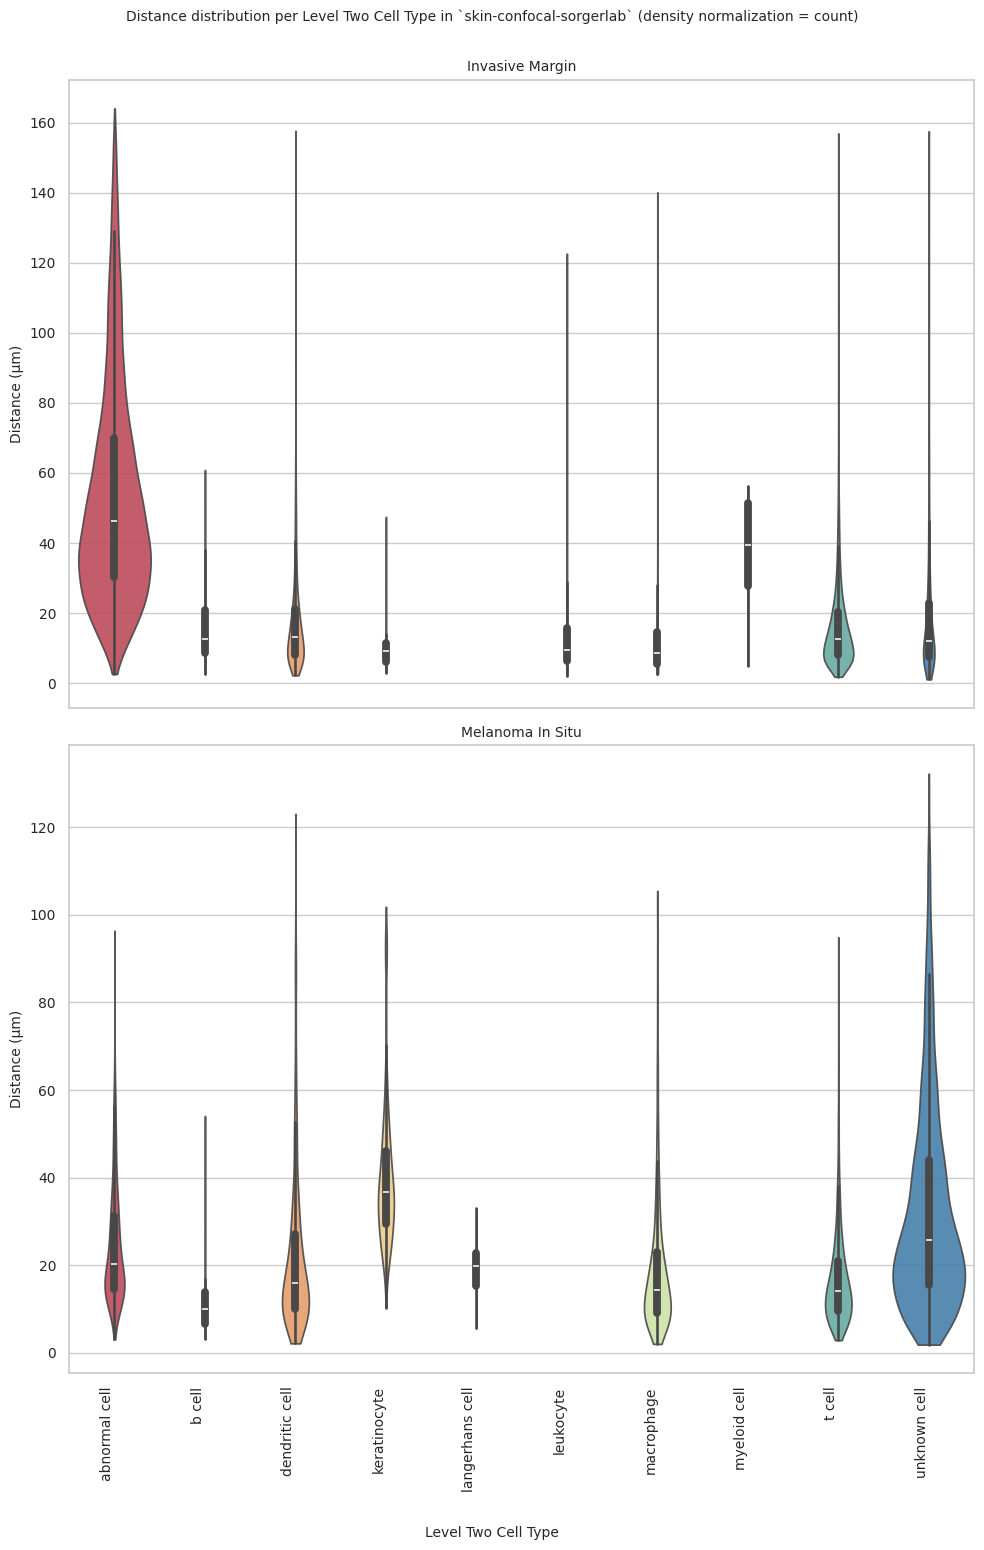 Distance distribution per Level Two Cell Type in `skin-confocal-sorgerlab` (density normalization = count)
Invasive Margin
160
140
120
100
80
60
40
20
0
Distance (μm)
Melanoma In Situ
120
100
80
60
40
20
0
Distance (μm)
abnormal cell
b cell
dendritic cell
keratinocyte
langerhans cell
leukocyte
macrophage
myeloid cell
t cell
unknown cell
Level Two Cell Type